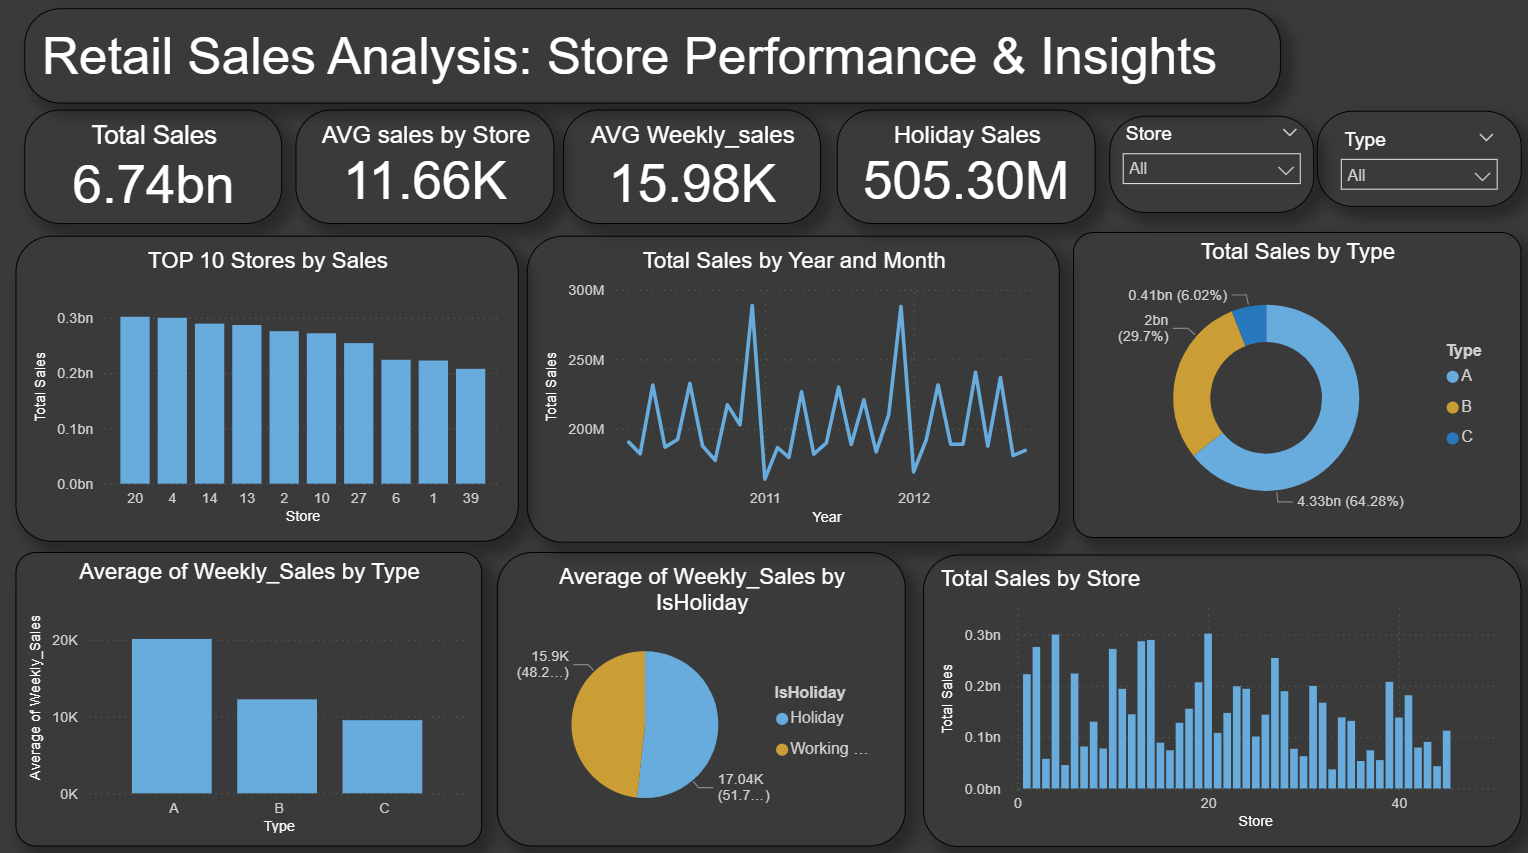 Retail Sales Analysis: Store Performance & Insights
Total Sales
6.74bn
AVG sales by Store
11.66K
AVG Weekly_sales
15.98K
Holiday Sales
505.30M
Store
All
Type
All
TOP 10 Stores by Sales
Total Sales
0.3bn
0.2bn
0.1bn
0.0bn
20 4 14 13 2 10 27 6 1 39
Store
Total Sales by Year and Month
Total Sales
300M
250M
200M
2011 2012
Year
Total Sales by Type
0.41bn (6.02%)
2bn
(29.7%)
4.33bn (64.28%)
Type
A
B
C
Average of Weekly_Sales by Type
Average of Weekly_Sales
20K
10K
0K
A B C
Type
Average of Weekly_Sales by
IsHoliday
15.9K
(48.2...)
17.04K
(51.7...)
IsHoliday
Holiday
Working ...
Total Sales by Store
Total Sales
0.3bn
0.2bn
0.1bn
0.0bn
0 20 40
Store